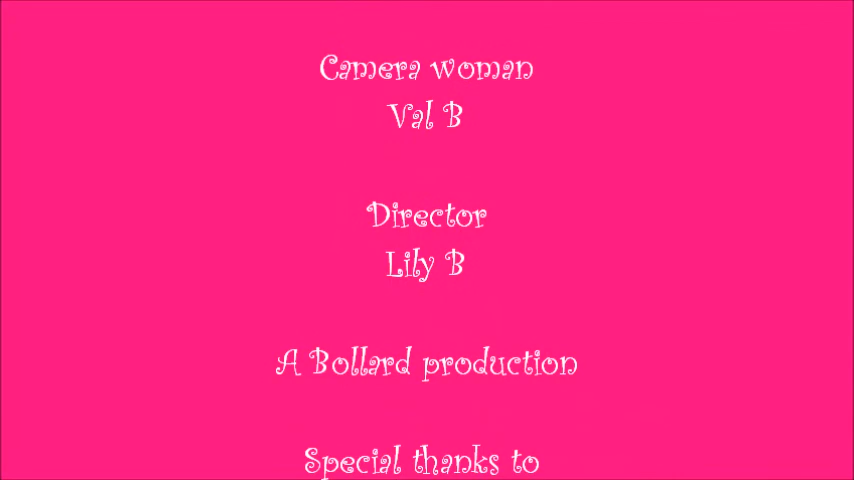 Camera woman
Val B
Director
Lily B
A Bollard production
Special thanks to